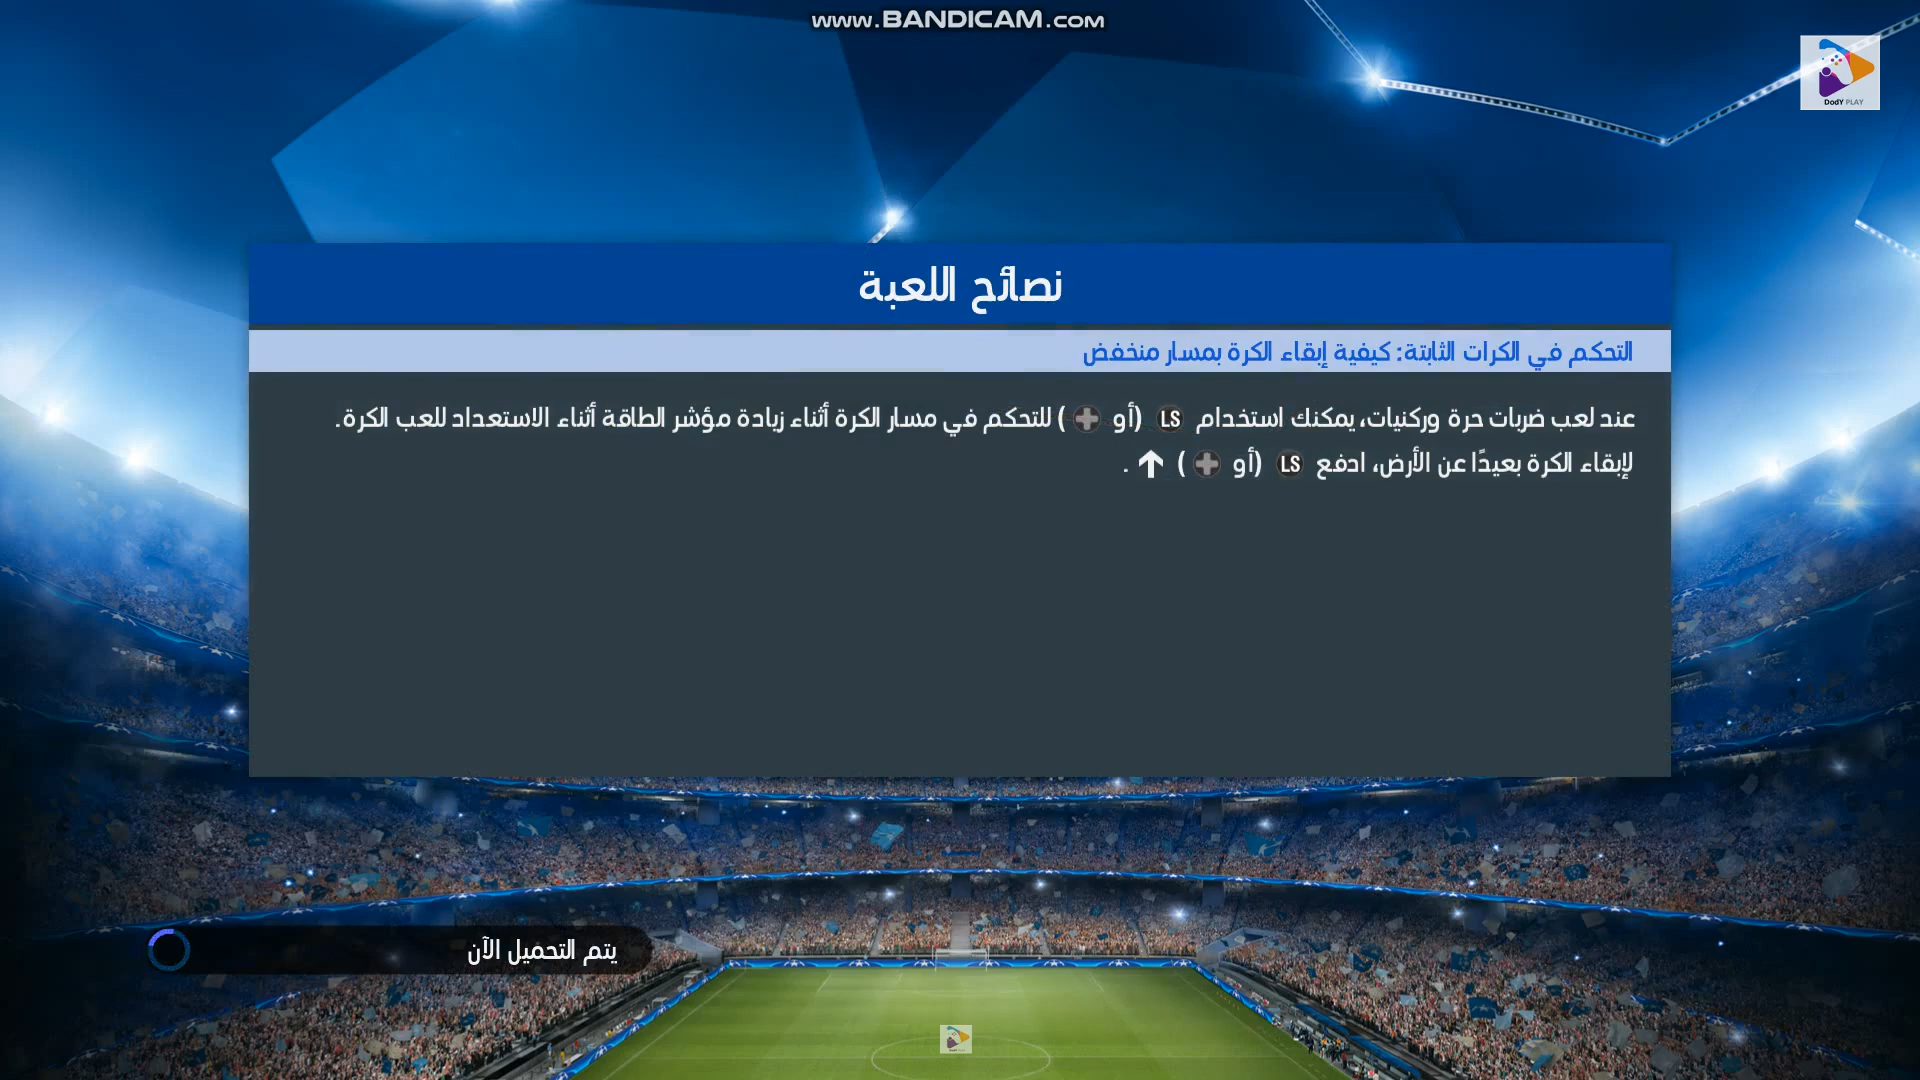 www.BANDICAM.com
DodY PLAY
نصائح اللعبة
التحكم في الكرات الثابتة: كيفية إبقاء الكرة بمسار منخفض
عند لعب ضربات حرة وركنيات، يمكنك استخدام LS (أو ) للتحكم في مسار الكرة أثناء زيادة مؤشر الطاقة أثناء الاستعداد للعب الكرة.
لإبقاء الكرة بعيدًا عن الأرض، ادفع LS (أو ) ↑ .
يتم التحميل الآن